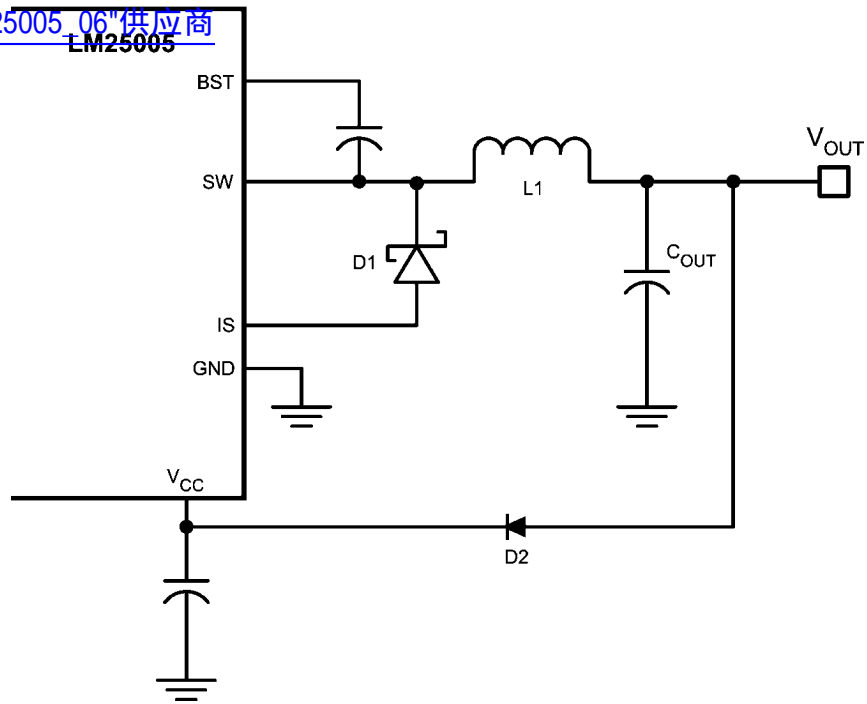 25005_06"供应商
LM25005
BST
SW
L1
VOUT
D1
COUT
IS
GND
VCC
D2